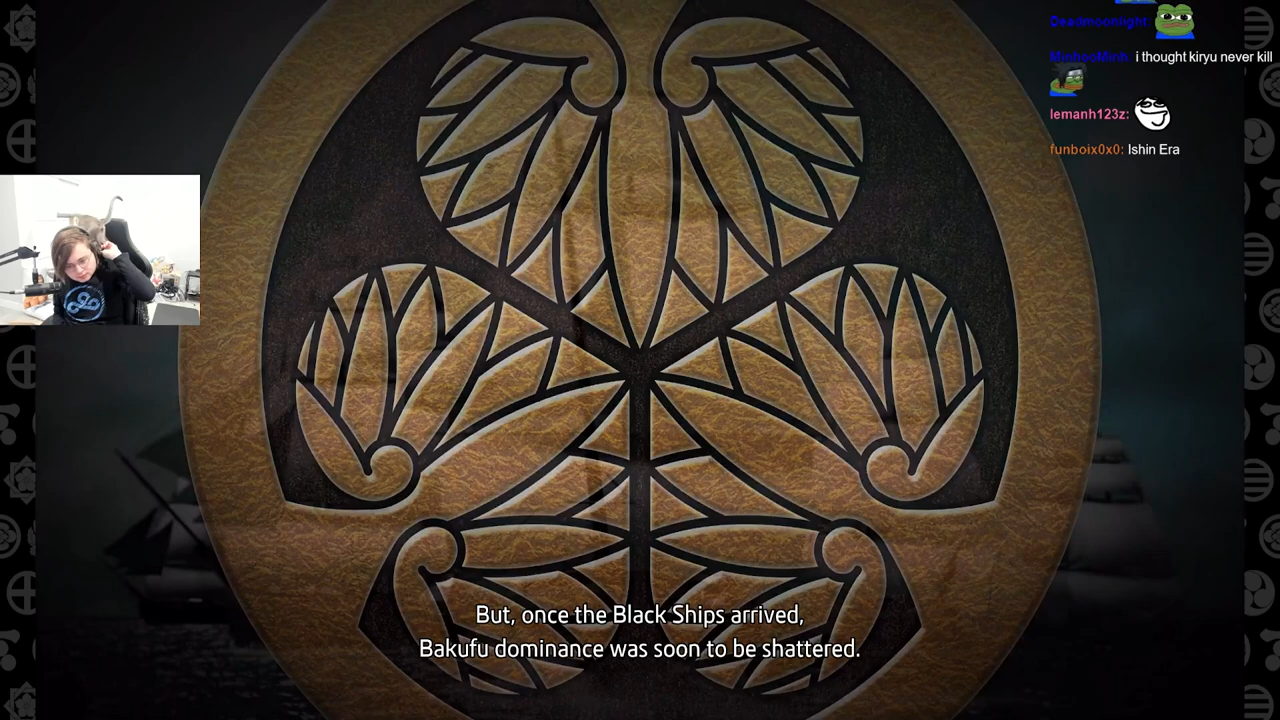 Deadmoonlight:
MinhooMinh: i thought kiryu never kill
lemanh123z:
funboix0x0: Ishin Era
But, once the Black Ships arrived,
Bakufu dominance was soon to be shattered.